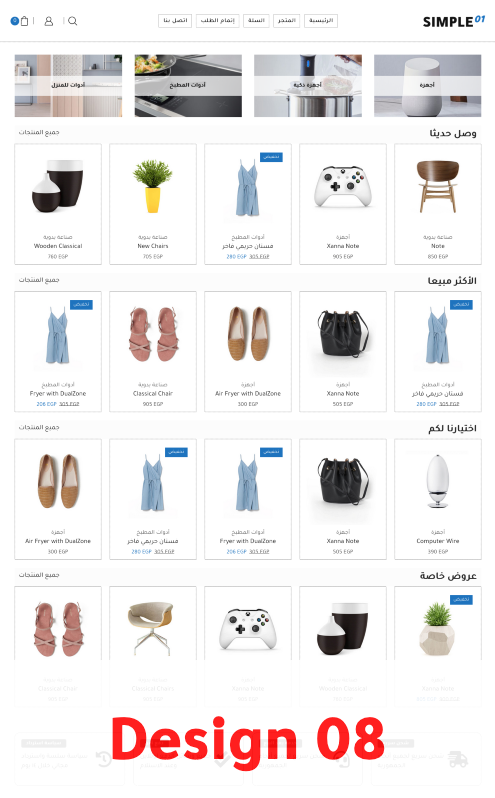 SIMPLE01
الرئيسية المتجر السلة إتمام الطلب إتصل بنا
0
أجهزة أجهزة ذكية أدوات المطبخ أدوات للمنزل
وصل حديثا جميع المنتجات
صناعة يدوية أجهزة أدوات المطبخ صناعة يدوية صناعة يدوية
تخفيض
Note Xanna Note فستان حريمي فاخر New Chairs Wooden Classical
850 EGP 905 EGP 305 EGP 280 EGP 705 EGP 760 EGP
الأكثر مبيعا جميع المنتجات
تخفيض تخفيض
أدوات المطبخ أجهزة أجهزة صناعة يدوية أدوات المطبخ
فستان حريمي فاخر Xanna Note Air Fryer with DualZone Classical Chair Fryer with DualZone
305 EGP 280 EGP 505 EGP 300 EGP 905 EGP 305 EGP 206 EGP
اختيارنا لكم جميع المنتجات
تخفيض تخفيض
أجهزة أجهزة أدوات المطبخ أدوات المطبخ أجهزة
Computer Wire Xanna Note Fryer with DualZone فستان حريمي فاخر Air Fryer with DualZone
390 EGP 505 EGP 305 EGP 206 EGP 305 EGP 280 EGP 300 EGP
عروض خاصة جميع المنتجات
تخفيض
Design 08